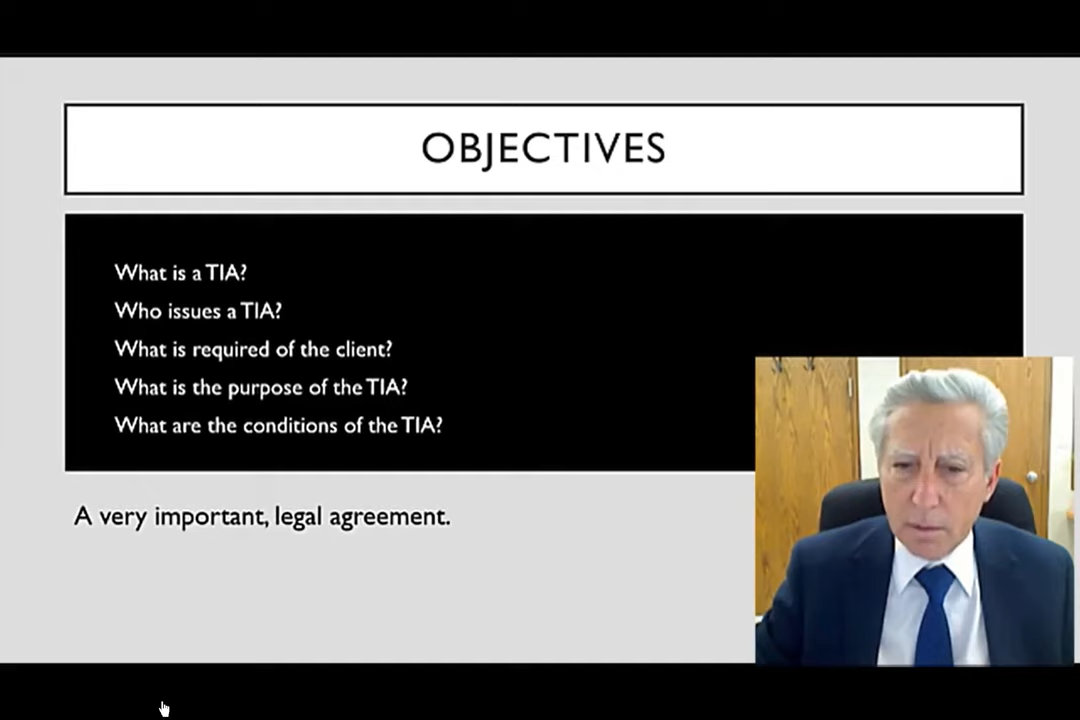 OBJECTIVES
What is a TIA?
Who issues a TIA?
What is required of the client?
What is the purpose of the TIA?
What are the conditions of the TIA?
A very important, legal agreement.